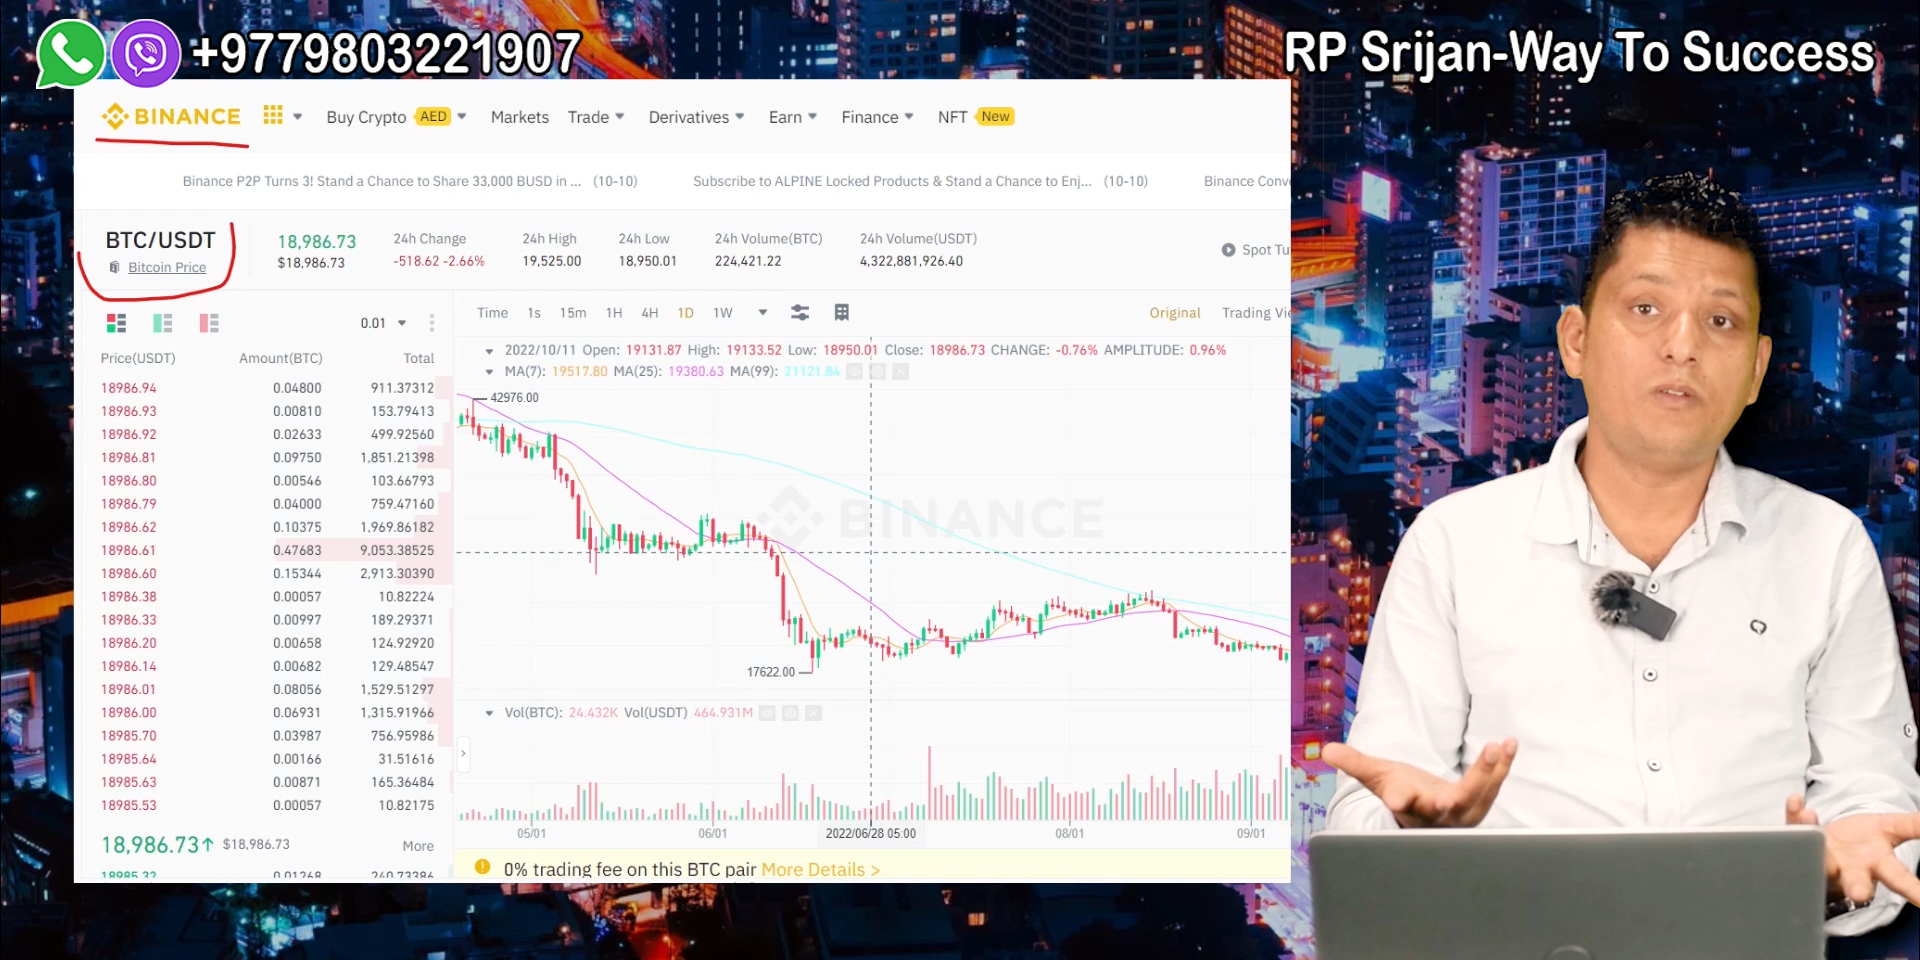 +9779803221907
RP Srijan-Way To Success
BINANCE
Buy Crypto AED Markets Trade Derivatives Earn Finance NFT New
Binance P2P Turns 3! Stand a Chance to Share 33,000 BUSD in ... (10-10) Subscribe to ALPINE Locked Products & Stand a Chance to Enj... (10-10) Binance Conv
BTC/USDT
Bitcoin Price
18,986.73
$18,986.73
24h Change
-518.62 -2.66%
24h High
19,525.00
24h Low
18,950.01
24h Volume(BTC)
224,421.22
24h Volume(USDT)
4,322,881,926.40
Spot Tu
0.01
Price(USDT) Amount(BTC) Total
18986.94 0.04800 911.37312
18986.93 0.00810 153.79413
18986.92 0.02633 499.92560
18986.81 0.09750 1,851.21398
18986.80 0.00546 103.66793
18986.79 0.04000 759.47160
18986.62 0.10375 1,969.86182
18986.61 0.47683 9,053.38525
18986.60 0.15344 2,913.30390
18986.38 0.00057 10.82224
18986.33 0.00997 189.29371
18986.20 0.00658 124.92920
18986.14 0.00682 129.48547
18986.01 0.08056 1,529.51297
18986.00 0.06931 1,315.91966
18985.70 0.03987 756.95986
18985.64 0.00166 31.51616
18985.63 0.00871 165.36484
18985.53 0.00057 10.82175
18,986.73↑ $18,986.73 More
18985.32 0.01268 240.73386
Time 1s 15m 1H 4H 1D 1W Original Trading Vie
2022/10/11 Open: 19131.87 High: 19133.52 Low: 18950.01 Close: 18986.73 CHANGE: -0.76% AMPLITUDE: 0.96%
MA(7): 19517.80 MA(25): 19380.63 MA(99): 21121.84
42976.00
BINANCE
17622.00
Vol(BTC): 24.432K Vol(USDT) 464.931M
05/01 06/01 2022/06/28 05:00 08/01 09/01
0% trading fee on this BTC pair More Details >